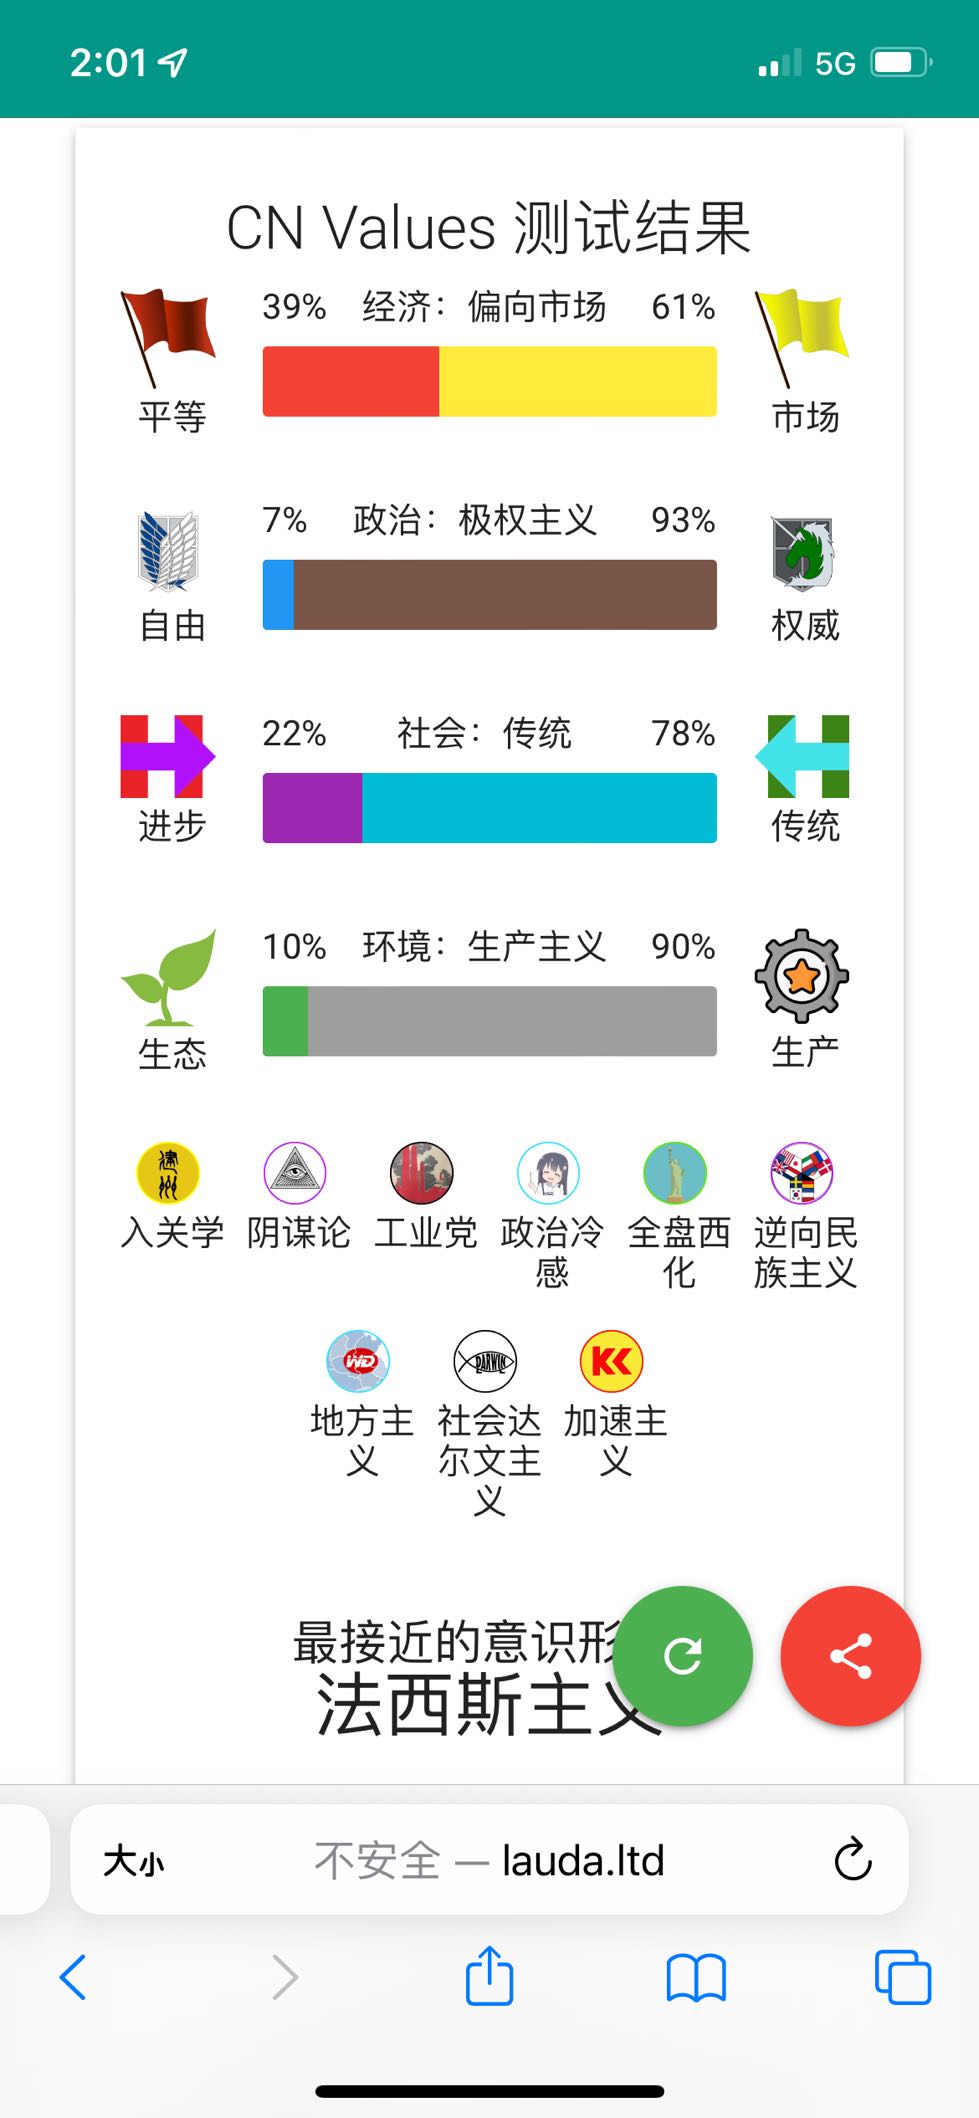 2:01
5G
CN Values 测试结果
39% 经济：偏向市场 61%
平等
市场
7% 政治：极权主义 93%
自由
权威
22% 社会：传统 78%
进步
传统
10% 环境：生产主义 90%
生态
生产
入关学
阴谋论
工业党
政治冷
感
全盘西
化
逆向民
族主义
WD
DARWIN
地方主
义
社会达
尔文主
义
加速主
义
最接近的意识形
法西斯主义
大小
不安全 — lauda.ltd